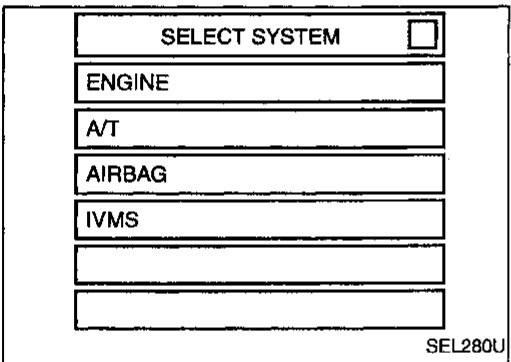 SELECT SYSTEM
ENGINE
A/T
AIRBAG
IVMS
SEL280U